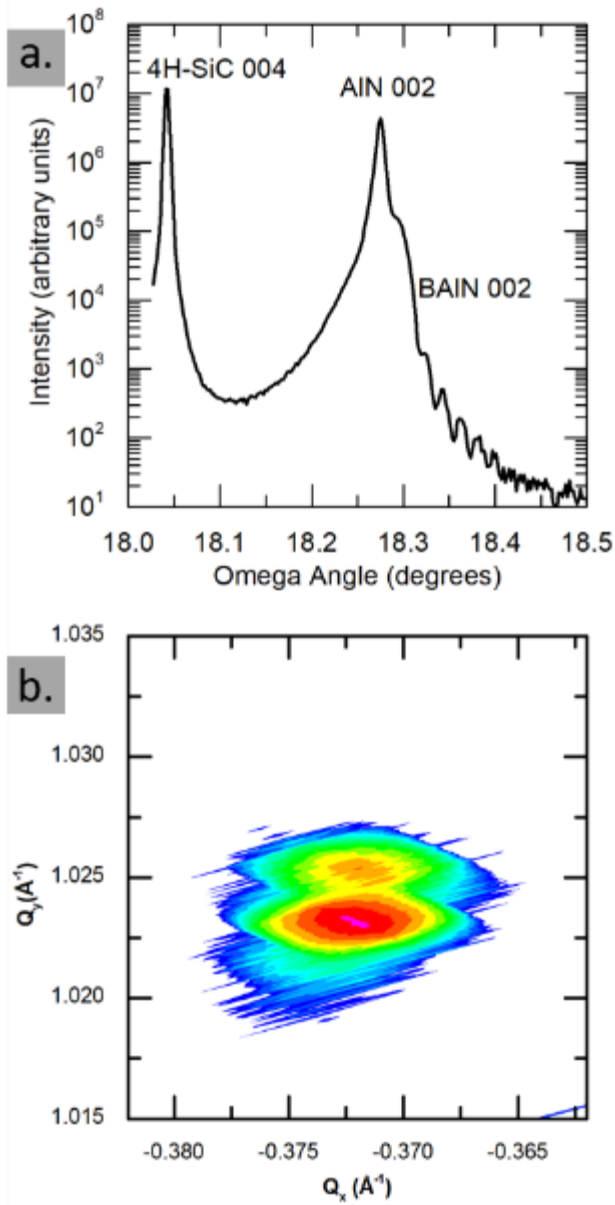 a.
10⁸
10⁷
10⁶
10⁵
10⁴
10³
10²
10¹
Intensity (arbitrary units)
4H-SiC 004
AlN 002
BAlN 002
18.0 18.1 18.2 18.3 18.4 18.5
Omega Angle (degrees)
b.
1.035
1.030
1.025
1.020
1.015
Qy(A⁻¹)
-0.380 -0.375 -0.370 -0.365
Qx (A⁻¹)